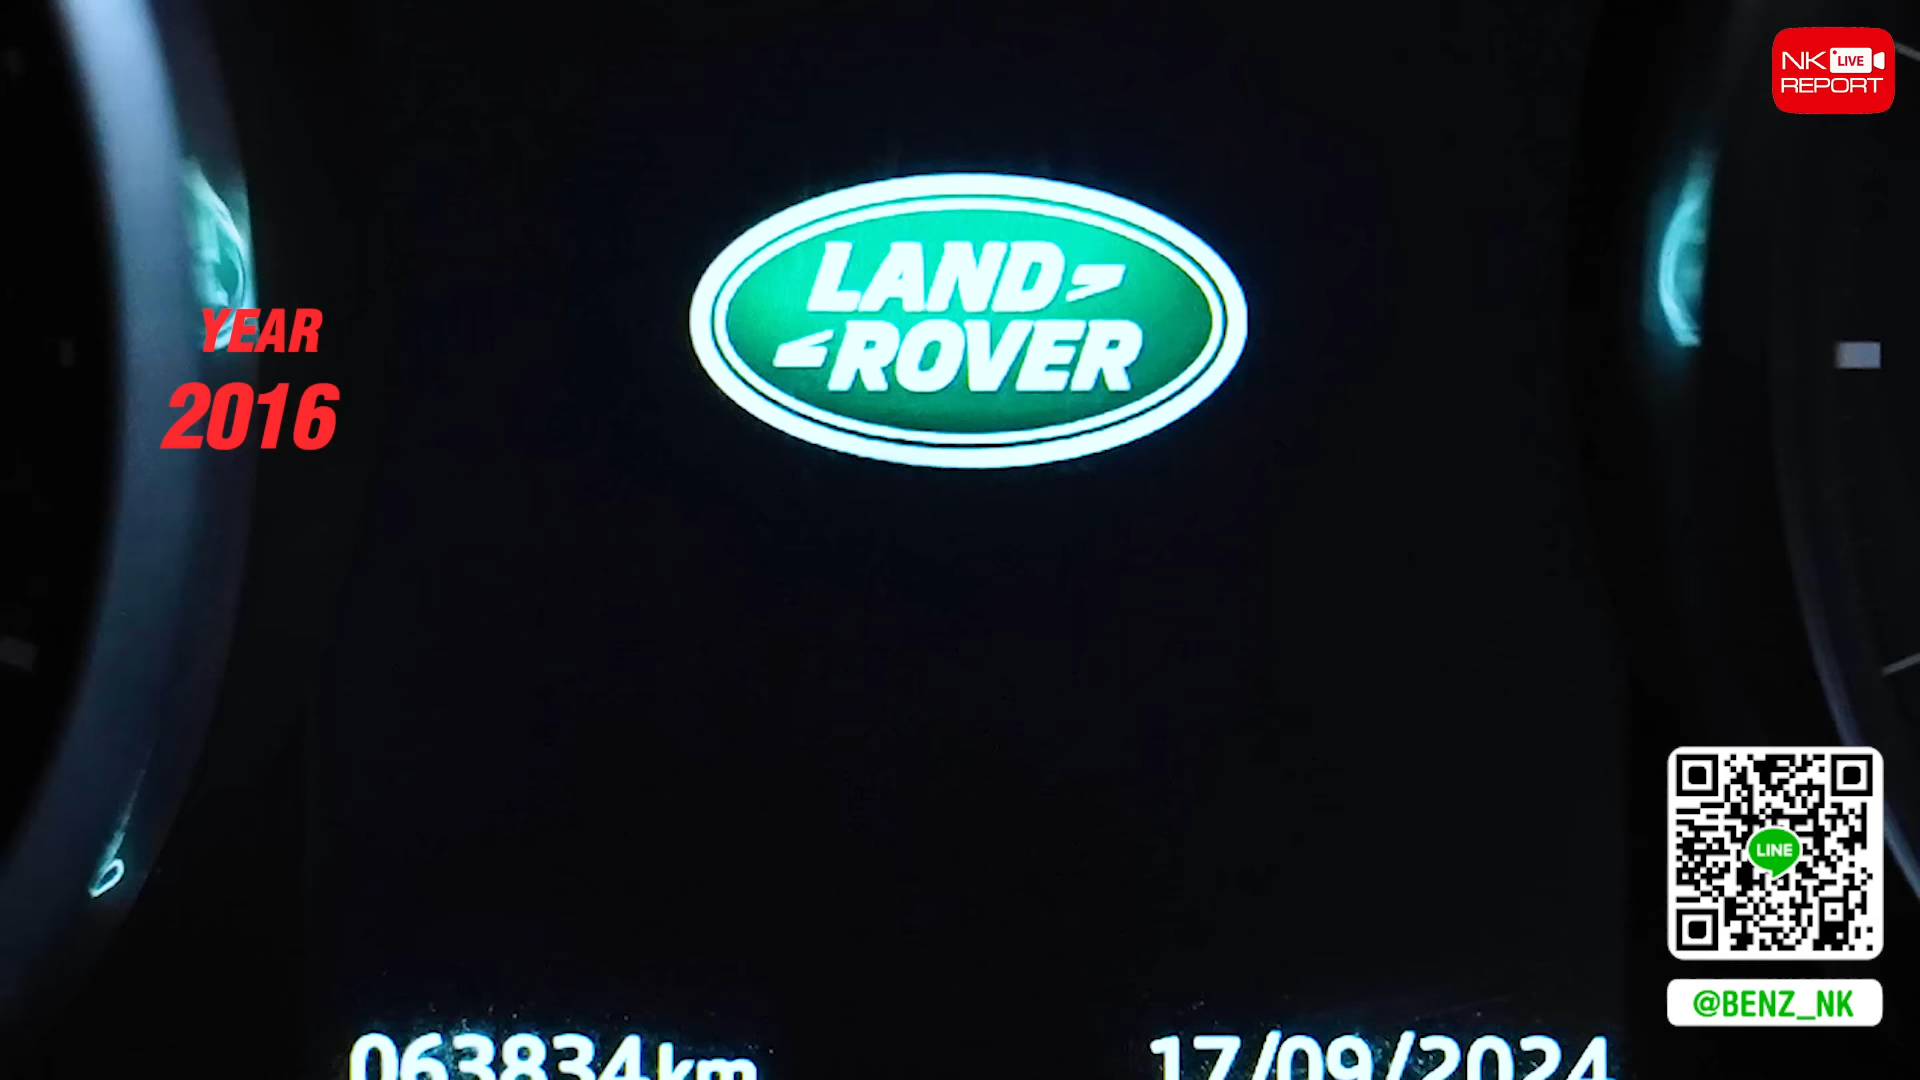 NK LIVE
REPORT
LAND
ROVER
YEAR
2016
LINE
@BENZ_NK
063834km
17/09/2024